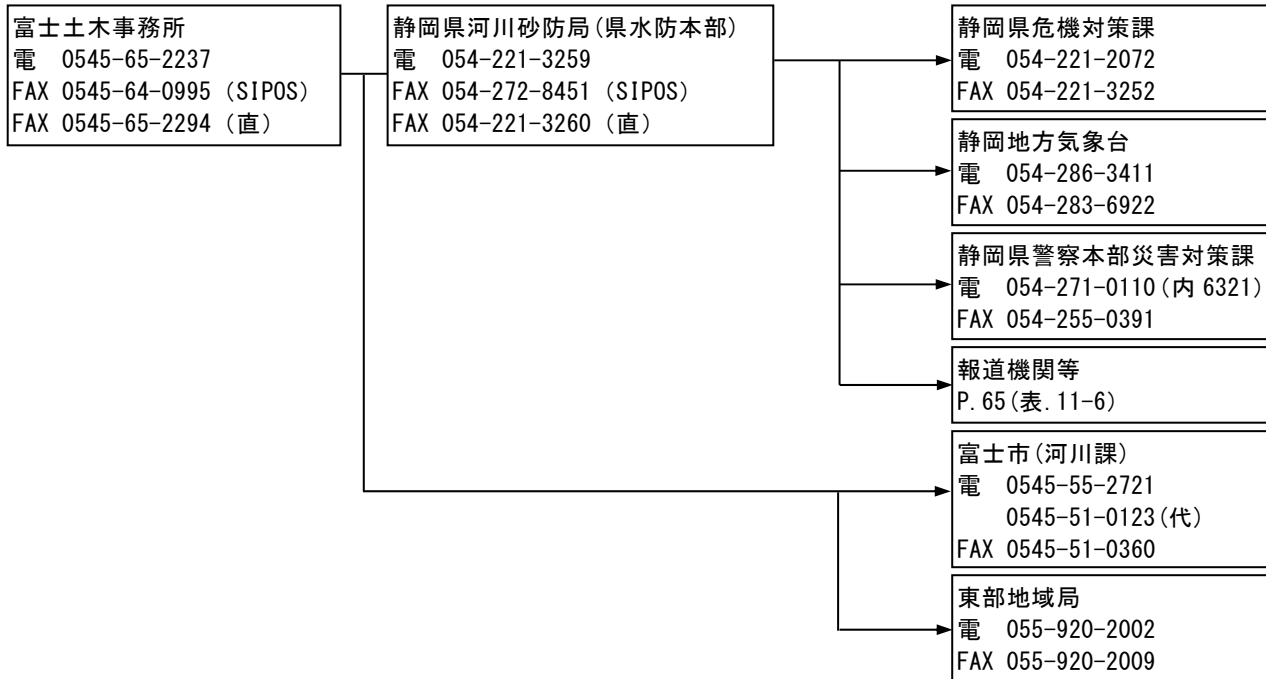 富士土木事務所
電　0545-65-2237
FAX 0545-64-0995 (SIPOS)
FAX 0545-65-2294 (直)
静岡県河川砂防局(県水防本部)
電　054-221-3259
FAX 054-272-8451 (SIPOS)
FAX 054-221-3260 (直)
静岡県危機対策課
電　054-221-2072
FAX 054-221-3252
静岡地方気象台
電　054-286-3411
FAX 054-283-6922
静岡県警察本部災害対策課
電　054-271-0110(内 6321)
FAX 054-255-0391
報道機関等
P.65(表.11-6)
富士市(河川課)
電　0545-55-2721
0545-51-0123(代)
FAX 0545-51-0360
東部地域局
電　055-920-2002
FAX 055-920-2009